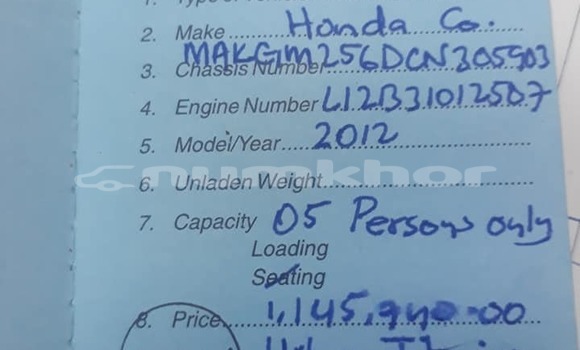 2. Make Honda Co.
3. Chassis Number MAKGM256DCN305903
4. Engine Number L12B31012507
5. Model/Year 2012
numkhor
6. Unladen Weight
7. Capacity 05 Persons only
Loading
Seating
8. Price 1,145,940.00